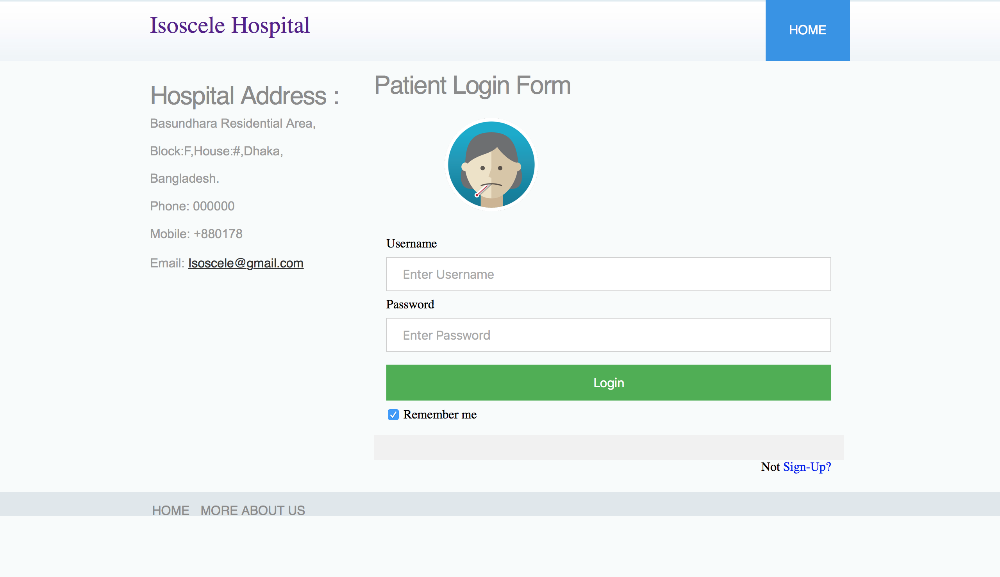 Isoscele Hospital
HOME
Hospital Address :
Basundhara Residential Area,
Block:F,House:#,Dhaka,
Bangladesh.
Phone: 000000
Mobile: +880178
Email: Isoscele@gmail.com
Patient Login Form
Username
Enter Username
Password
Enter Password
Login
Remember me
Not Sign-Up?
HOME MORE ABOUT US